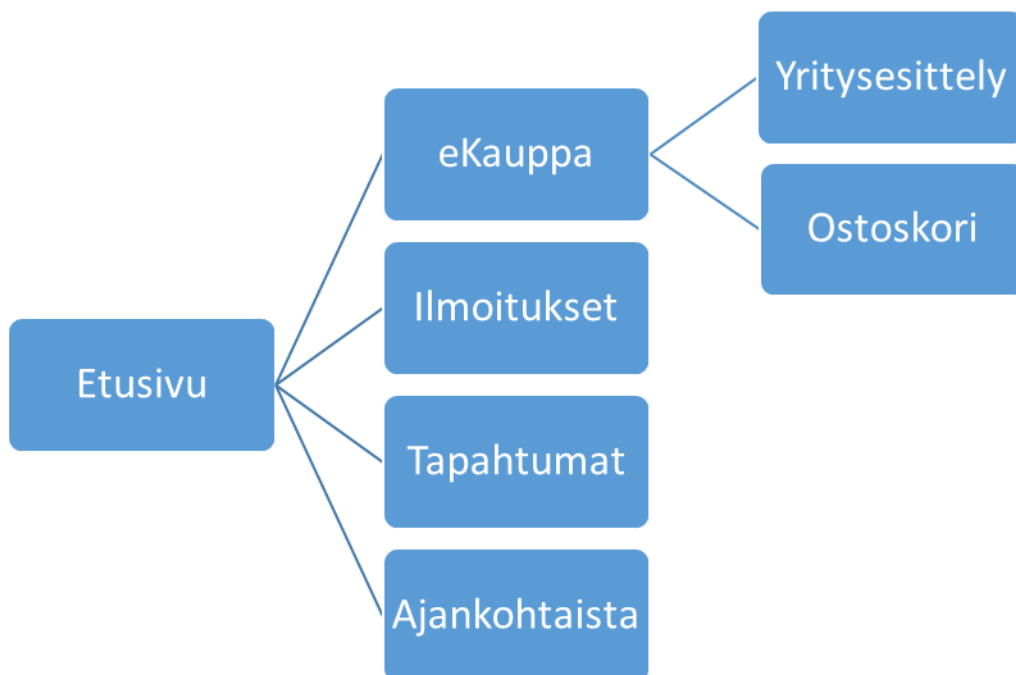 Etusivu
eKauppa
Yritysesittely
Ostoskori
Ilmoitukset
Tapahtumat
Ajankohtaista